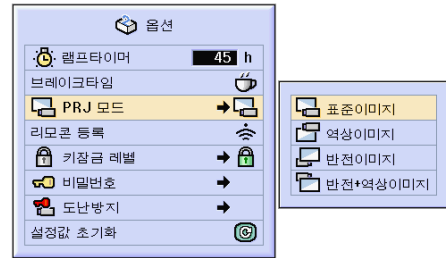 옵션
램프타이머 45 h
브레이크타임
PRJ 모드
리모콘 등록
키잠금 레벨
비밀번호
도난방지
설정값 초기화
표준이미지
역상이미지
반전이미지
반전+역상이미지